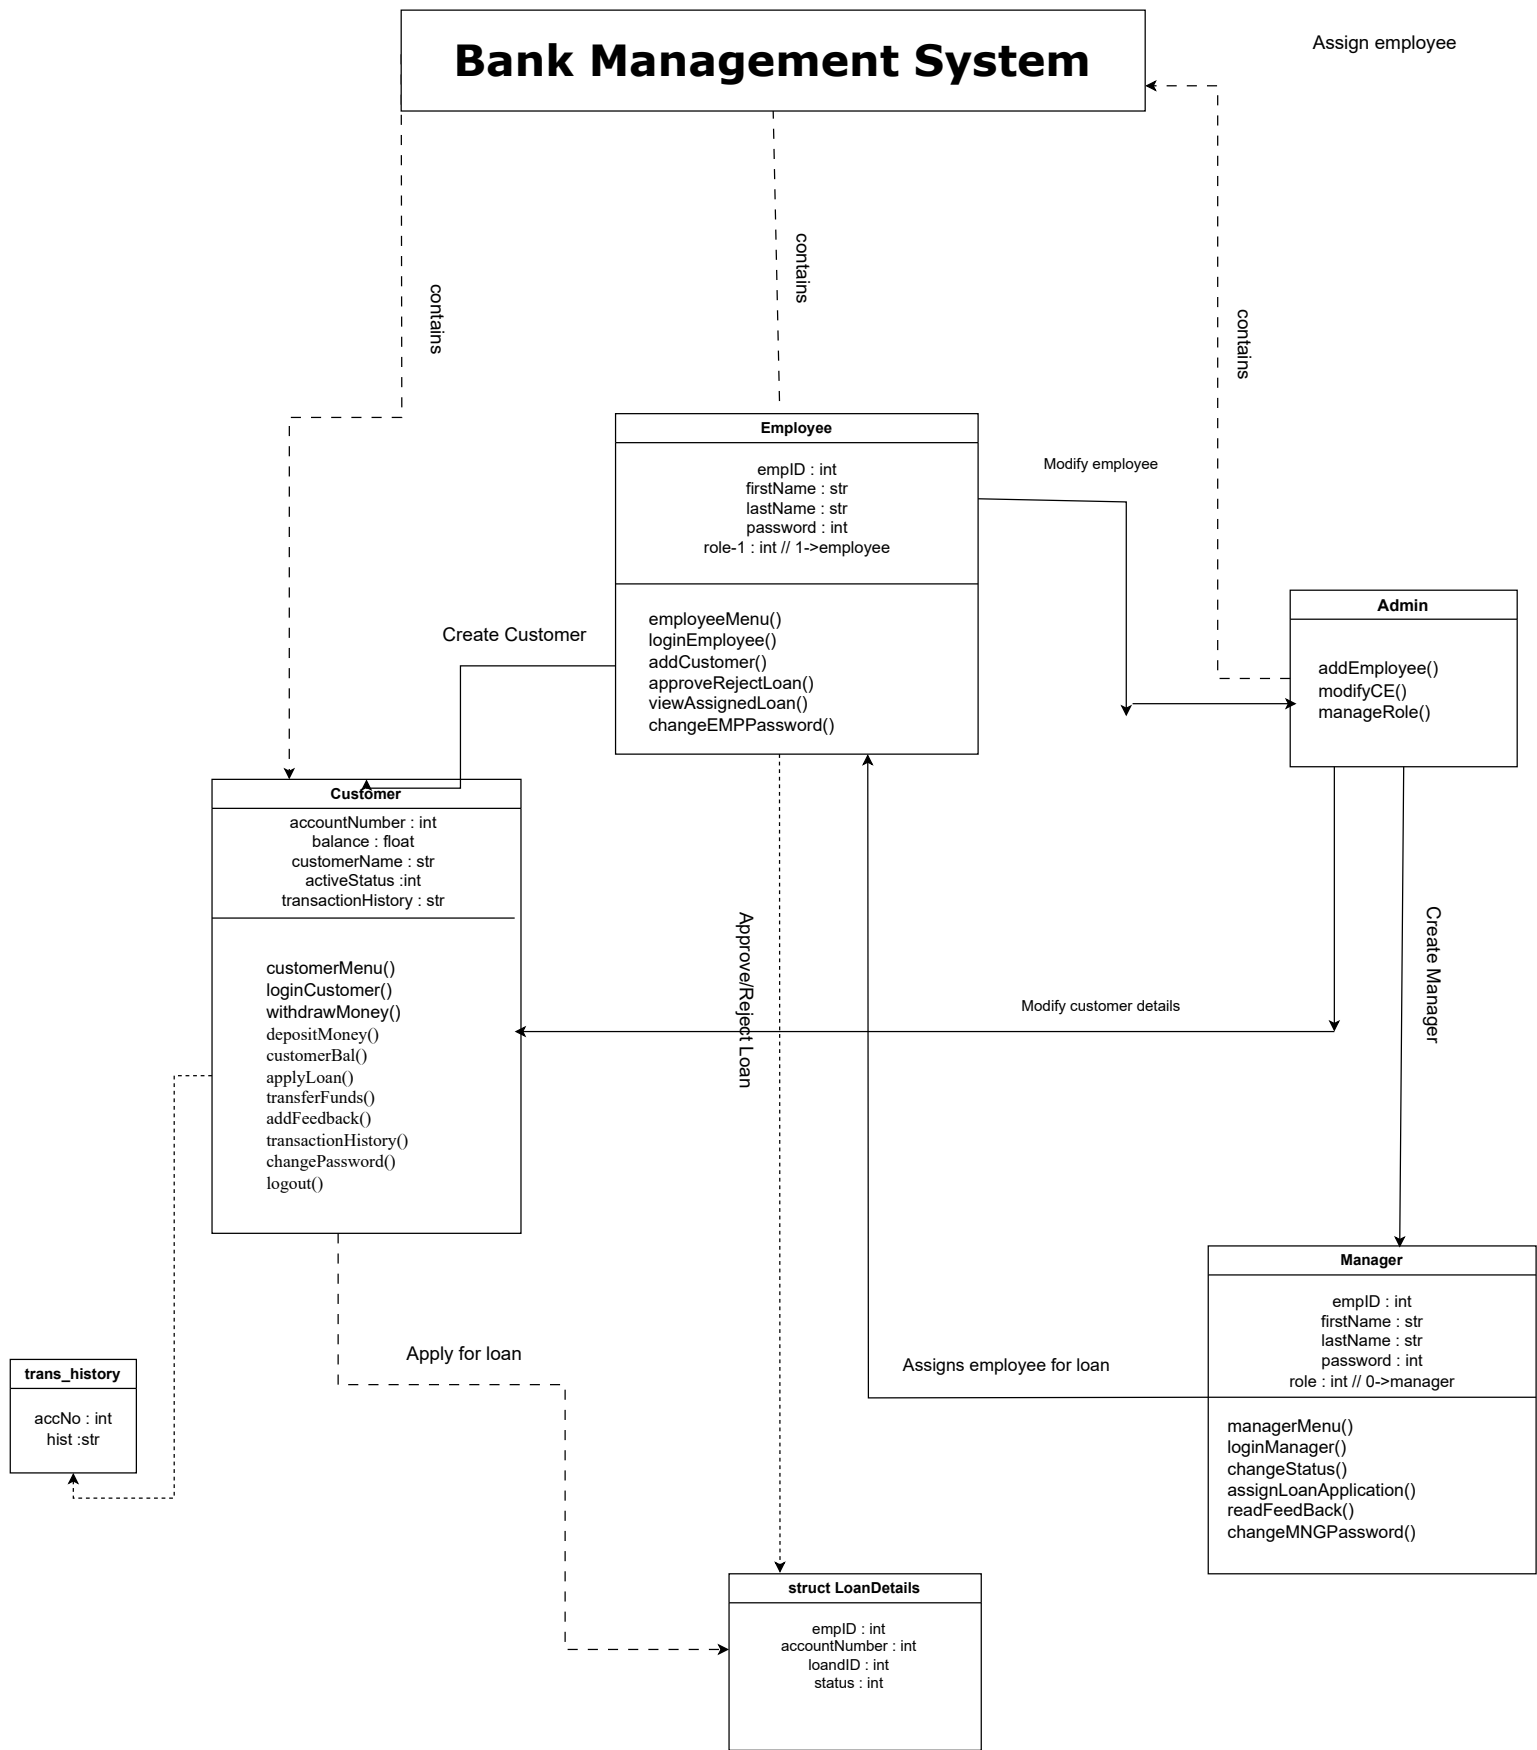 Bank Management System
Assign employee
contains
contains
contains
Employee
empID : int
firstName : str
lastName : str
password : int
role-1 : int // 1->employee
employeeMenu()
loginEmployee()
addCustomer()
approveRejectLoan()
viewAssignedLoan()
changeEMPPassword()
Modify employee
Admin
addEmployee()
modifyCE()
manageRole()
Create Customer
Customer
accountNumber : int
balance : float
customerName : str
activeStatus :int
transactionHistory : str
customerMenu()
loginCustomer()
withdrawMoney()
depositMoney()
customerBal()
applyLoan()
transferFunds()
addFeedback()
transactionHistory()
changePassword()
logout()
Approve/Reject Loan
Modify customer details
Create Manager
Manager
empID : int
firstName : str
lastName : str
password : int
role : int // 0->manager
managerMenu()
loginManager()
changeStatus()
assignLoanApplication()
readFeedBack()
changeMNGPassword()
Apply for loan
Assigns employee for loan
trans_history
accNo : int
hist :str
struct LoanDetails
empID : int
accountNumber : int
loandID : int
status : int